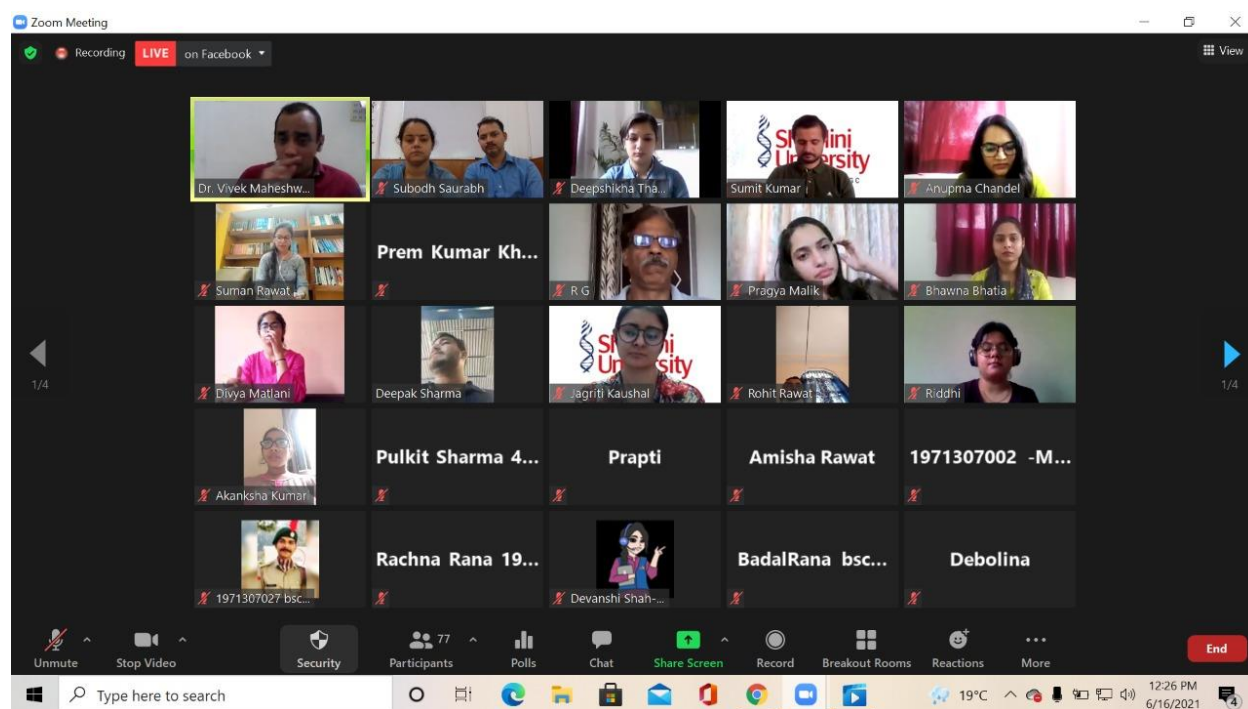 Zoom Meeting
Recording LIVE on Facebook
View
Dr. Vivek Maheshw...
Subodh Saurabh
Deepshikha Tha...
Sumit Kumar
Anupma Chandel
Suman Rawat
Prem Kumar Kh...
R G
Pragya Malik
Bhawna Bhatia
1/4
1/4
Divya Matlani
Deepak Sharma
Jagriti Kaushal
Rohit Rawat
Riddhi
Akanksha Kumar
Pulkit Sharma 4...
Prapti
Amisha Rawat
1971307002 -M...
1971307027 bsc...
Rachna Rana 19...
Devanshi Shah-...
BadalRana bsc...
Debolina
Unmute
Stop Video
Security
77
Participants
Polls
Chat
Share Screen
Record
Breakout Rooms
Reactions
More
End
Type here to search
19°C
12:26 PM
6/16/2021
4